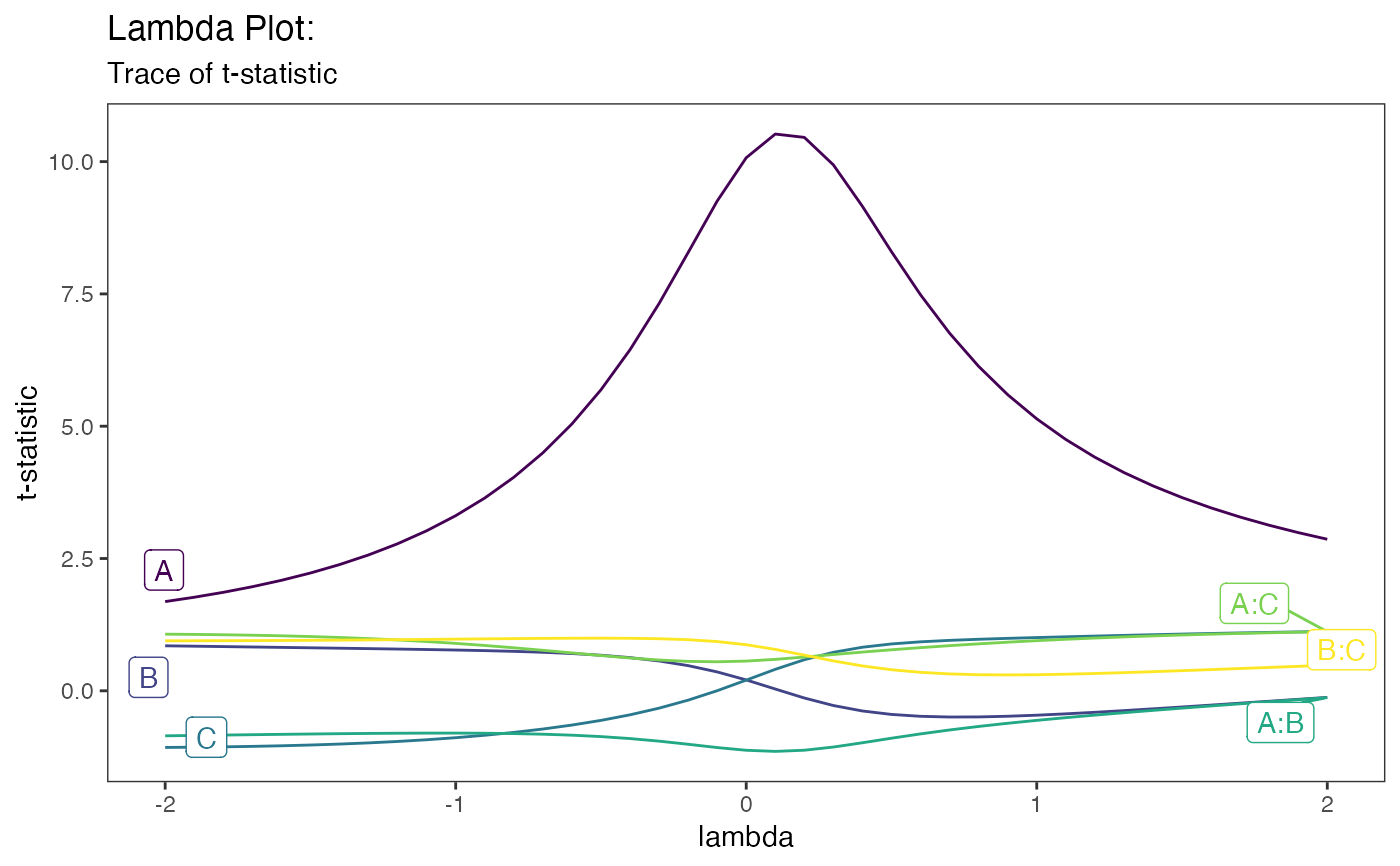 Lambda Plot:
Trace of t-statistic
t-statistic
10.0
7.5
5.0
2.5
0.0
A
B
C
A:C
B:C
A:B
-2
-1
0
1
2
lambda